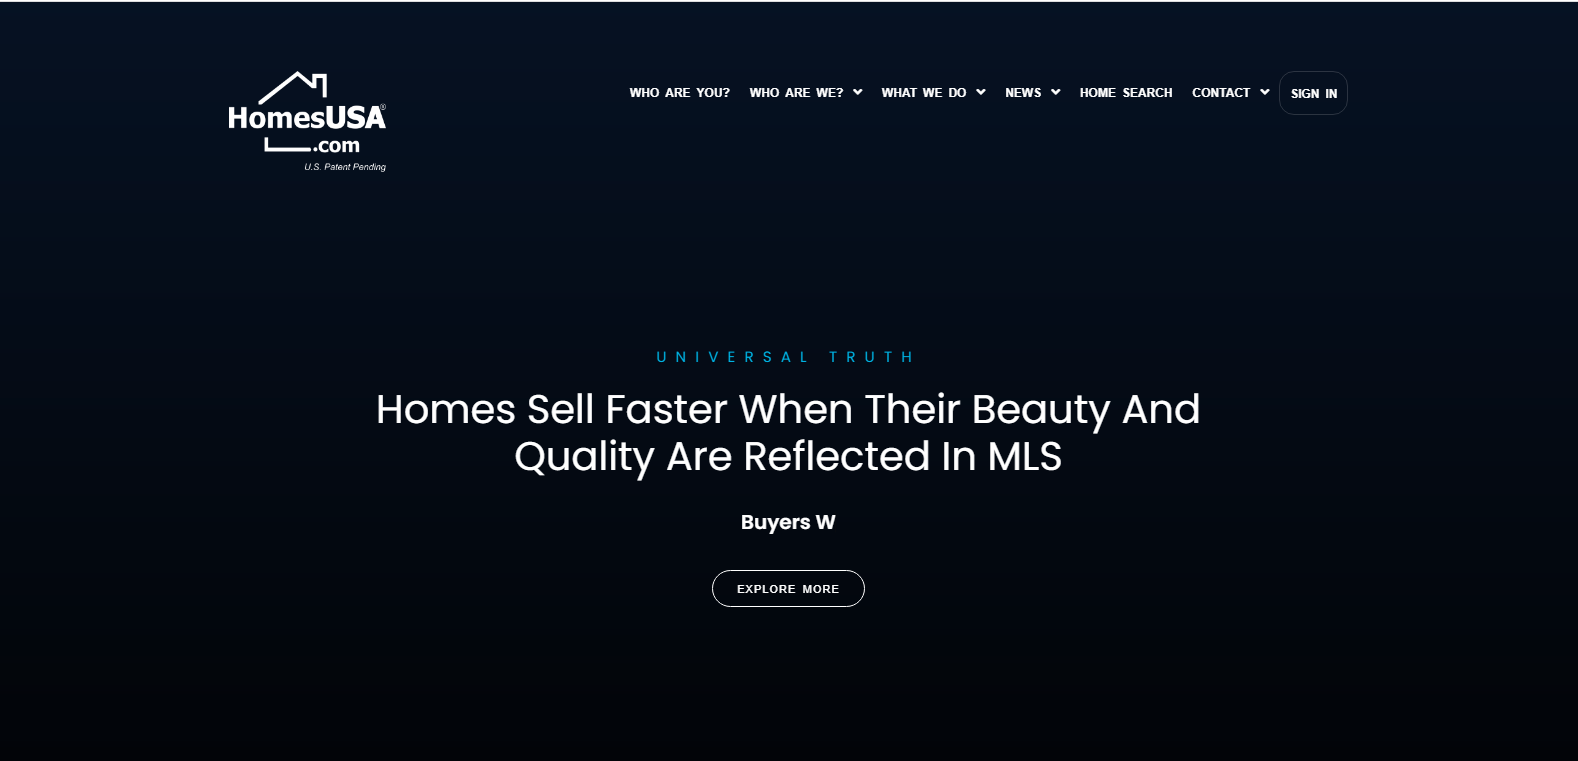 HomesUSA®
.com
U.S. Patent Pending
WHO ARE YOU? WHO ARE WE? WHAT WE DO NEWS HOME SEARCH CONTACT SIGN IN
UNIVERSAL TRUTH
Homes Sell Faster When Their Beauty And
Quality Are Reflected In MLS
Buyers W
EXPLORE MORE